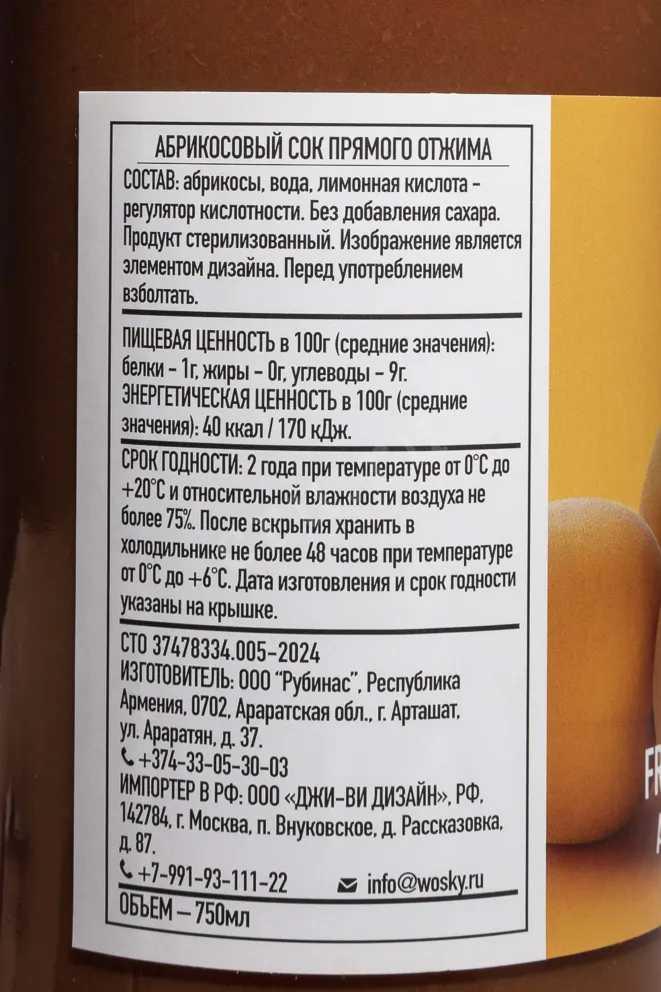 АБРИКОСОВЫЙ СОК ПРЯМОГО ОТЖИМА
СОСТАВ: абрикосы, вода, лимонная кислота –
регулятор кислотности. Без добавления сахара.
Продукт стерилизованный. Изображение является
элементом дизайна. Перед употреблением
взболтать.
ПИЩЕВАЯ ЦЕННОСТЬ в 100г (средние значения):
белки – 1г, жиры – 0г, углеводы – 9г.
ЭНЕРГЕТИЧЕСКАЯ ЦЕННОСТЬ в 100г (средние
значения): 40 ккал / 170 кДж.
СРОК ГОДНОСТИ: 2 года при температуре от 0°С до
+20°С и относительной влажности воздуха не
более 75%. После вскрытия хранить в
холодильнике не более 48 часов при температуре
от 0°С до +6°С. Дата изготовления и срок годности
указаны на крышке.
СТО 37478334.005-2024
ИЗГОТОВИТЕЛЬ: ООО "Рубинас", Республика
Армения, 0702, Араратская обл., г. Арташат,
ул. Араратян, д. 37.
+374-33-05-30-03
ИМПОРТЕР В РФ: ООО «ДЖИ-ВИ ДИЗАЙН», РФ,
142784, г. Москва, п. Внуковское, д. Рассказовка,
д. 87.
+7-991-93-111-22 info@wosky.ru
ОБЪЕМ – 750мл
FR